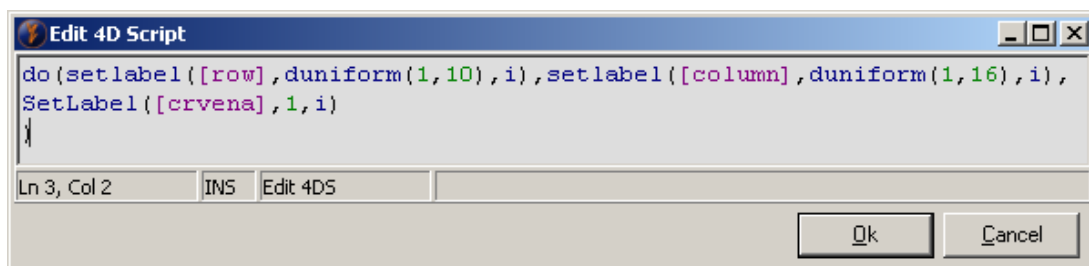 Edit 4D Script
do(setlabel([row],duniform(1,10),i),setlabel([column],duniform(1,16),i),
SetLabel([crvena],1,i)
)
Ln 3, Col 2 INS Edit 4DS
Ok Cancel